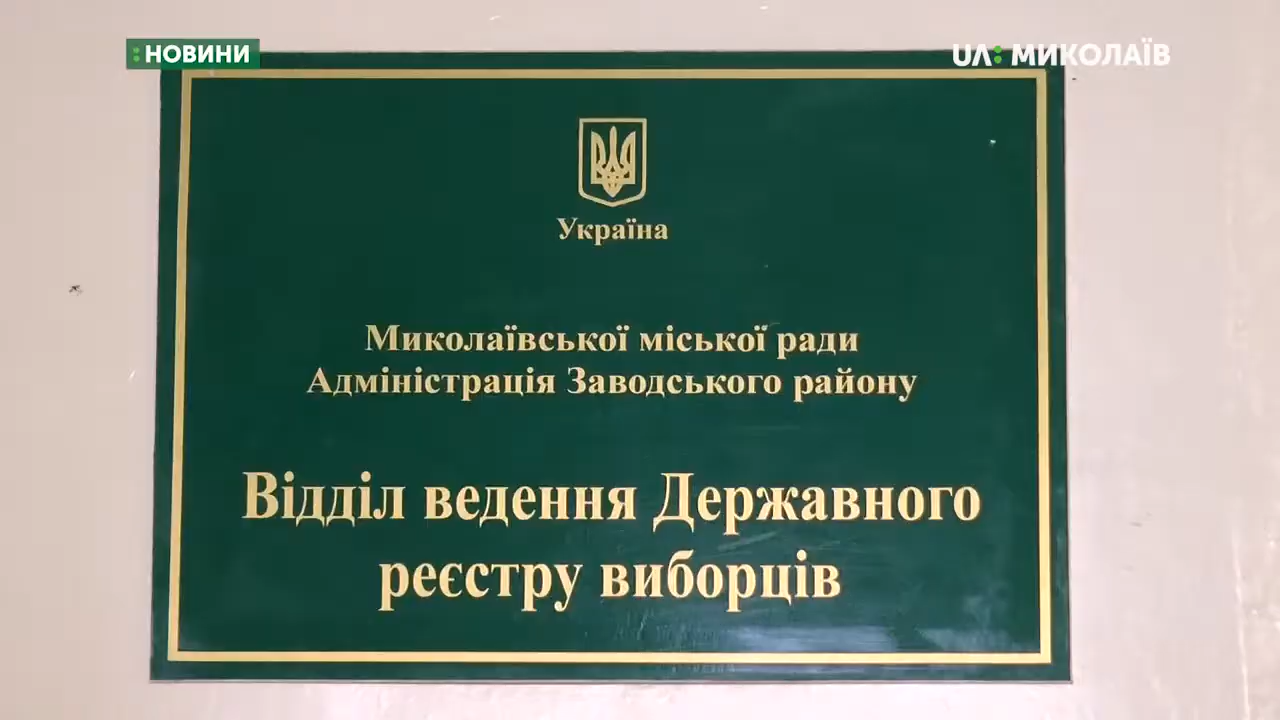 :НОВИНИ
UA: МИКОЛАЇВ
Україна
Миколаївської міської ради
Адміністрація Заводського району
Відділ ведення Державного
реєстру виборців